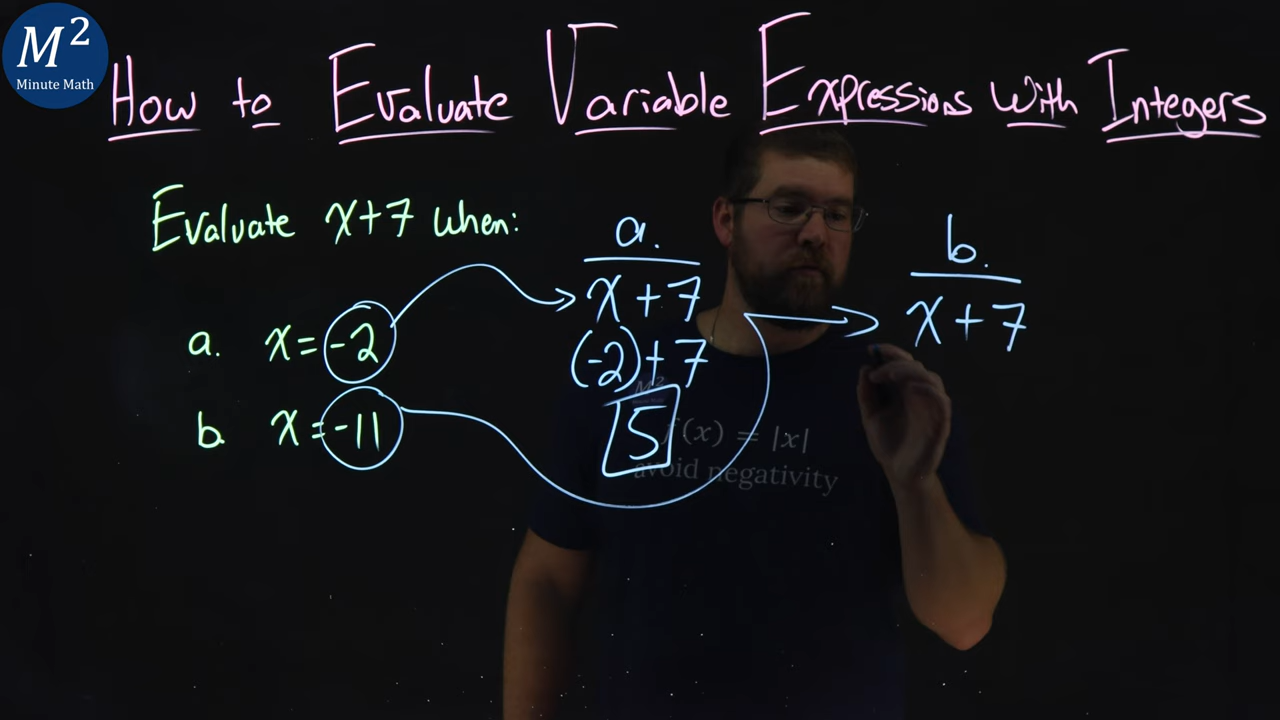 M²
Minute Math
How to Evaluate Variable Expressions With Integers
Evaluate x+7 when:
a. x=-2
b. x=-11
a.
x+7
(-2)+7
5
b.
x+7
M²
f(x) = |x|
avoid negativity